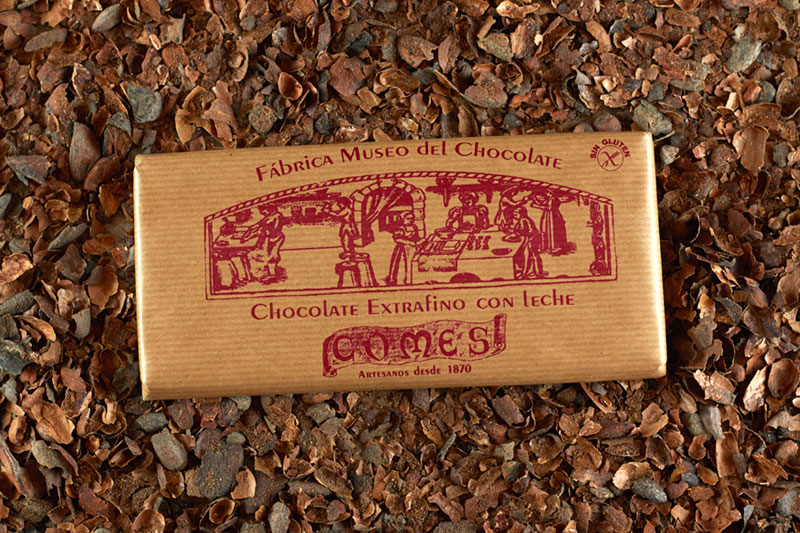 Fábrica Museo del Chocolate
SIN GLUTEN
Chocolate Extrafino con leche
COMES
Artesanos desde 1870